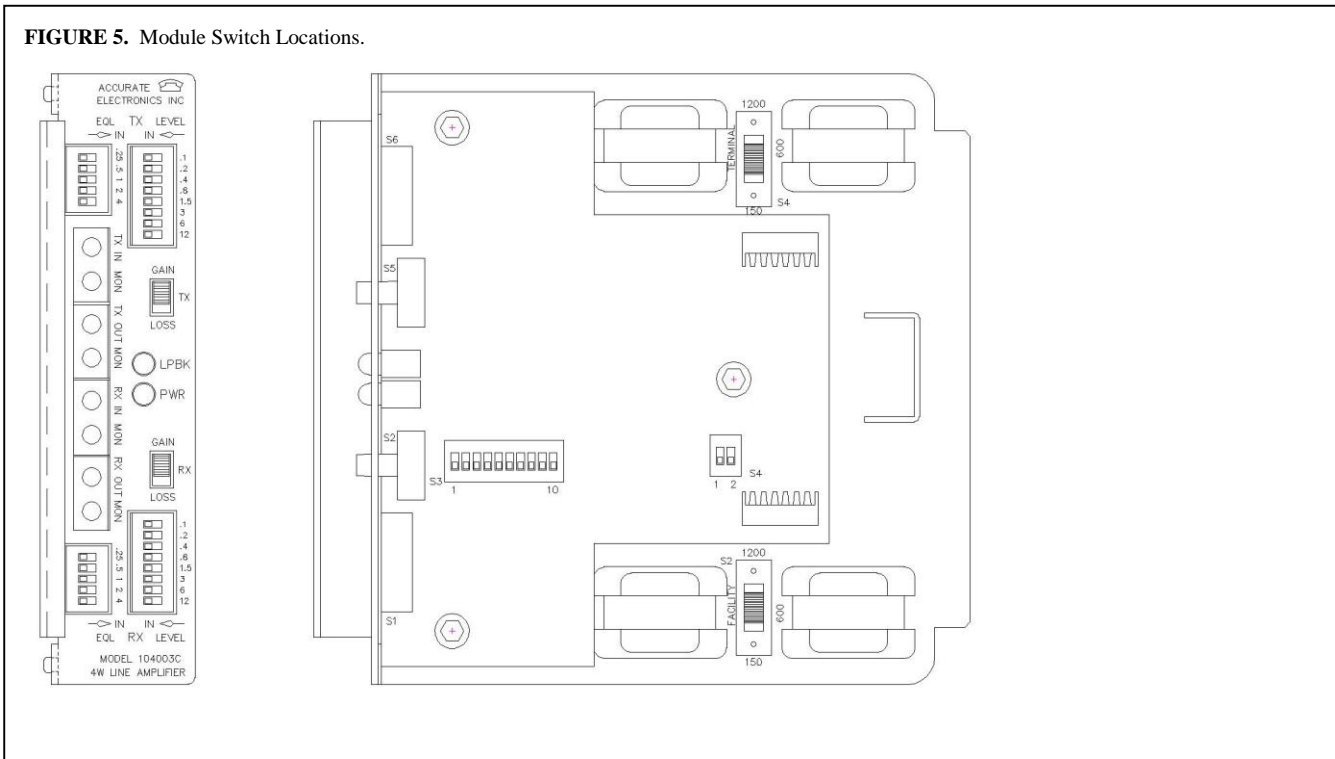 FIGURE 5. Module Switch Locations.
ACCURATE
ELECTRONICS INC
EQL TX LEVEL
IN IN
.25
.5
1
2
4
.1
.2
.4
.8
1.5
3
6
12
TX IN
MON
TX OUT
MON
RX IN
MON
RX OUT
MON
GAIN
TX
LOSS
LPBK
PWR
GAIN
RX
LOSS
.25
.5
1
2
4
.1
.2
.4
.8
1.5
3
6
12
IN IN
EQL RX LEVEL
MODEL 104003C
4W LINE AMPLIFIER
S6
S5
S2
S3
1 10
S1
1200
TERMINAL
600
S4
150
1 2
S4
S2
1200
FACILITY
600
150